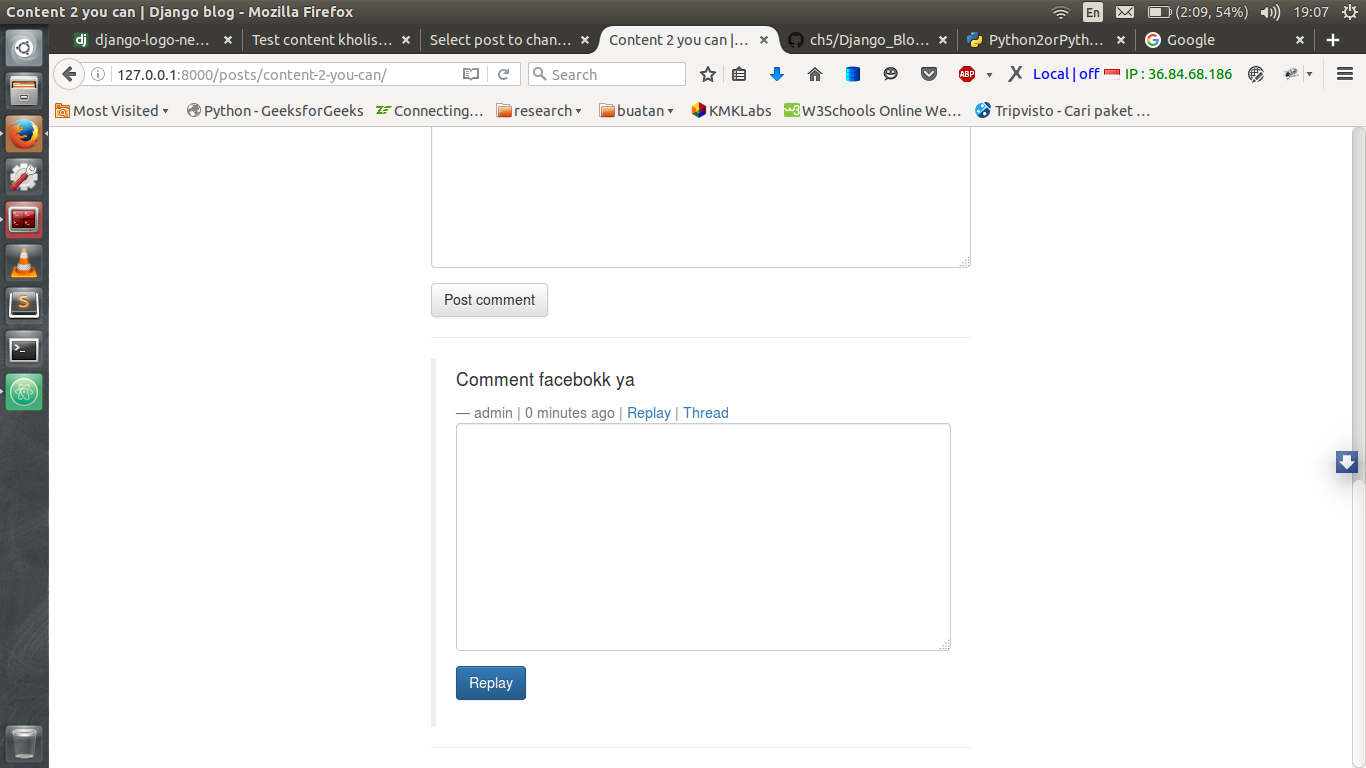 Content 2 you can | Django blog - Mozilla Firefox
En
(2:09, 54%)
19:07
dj django-logo-ne…
Test content kholis…
Select post to chan…
Content 2 you can |…
ch5/Django_Blo…
Python2orPyth…
Google
127.0.0.1:8000/posts/content-2-you-can/
Search
ABP
Local | off
IP : 36.84.68.186
Most Visited
Python - GeeksforGeeks
Connecting…
research
buatan
KMKLabs
W3Schools Online We…
Tripvisto - Cari paket …
Post comment
Comment facebokk ya
— admin | 0 minutes ago | Replay | Thread
Replay